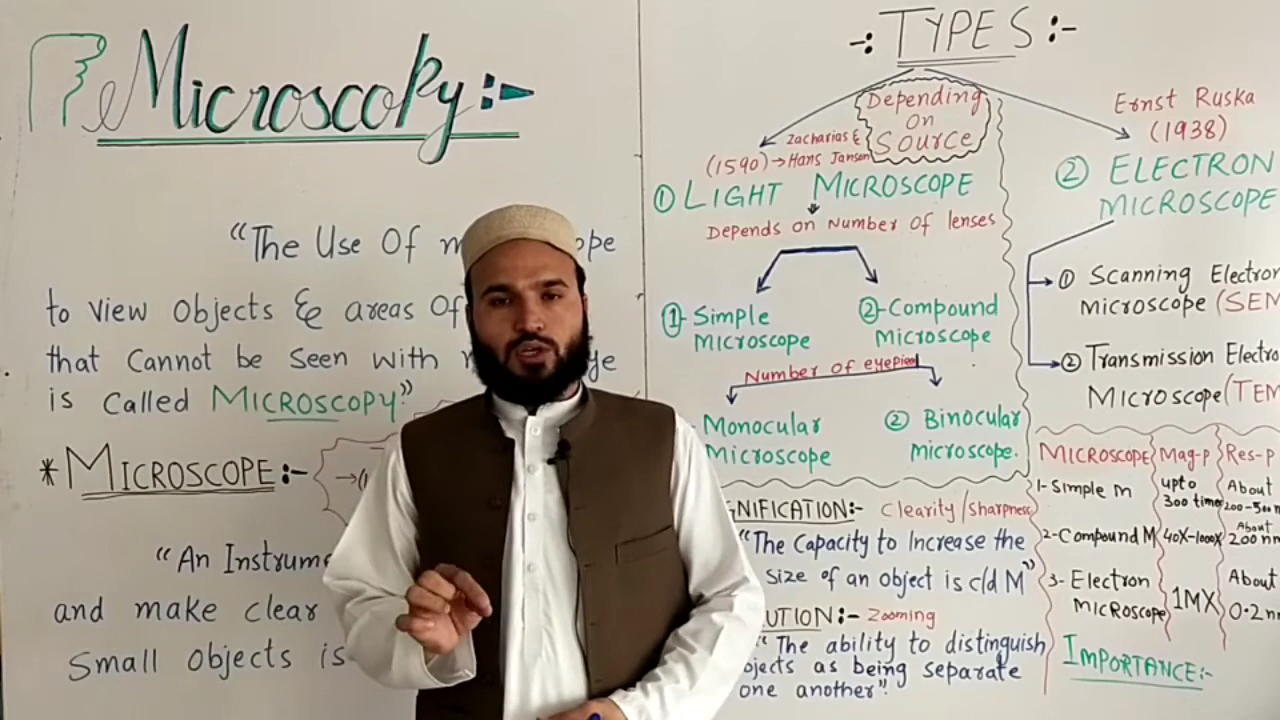 Microscopy:-
"The Use Of
to view Objects & areas Of
that Cannot be Seen with
is Called MICROSCOPY"
* MICROSCOPE:-
"An Instrume
and make clear
Small Objects is
-: TYPES :-
Depending
On
Source
Zacharias &
(1590)→Hans Janson
① LIGHT MICROSCOPE
Depends on Number of lenses
① Simple
MICROSCOPE
②-Compound
MICROSCOPE
Number of eyepiece
Monocular
Microscope
② Binocular
microscope.
Ernst Ruska
(1938)
② ELECTRON
MICROSCOPE
① Scanning Electron
microscope (SEM
② Transmission Electro
Microscope (TEM
GNIFICATION:- Clearity/sharpness
"The Capacity to Increase the
Size of an object is c/d M"
UTION:- Zooming
"The ability to distinguish
bjects as being separate
one another".
MICROSCOPE Mag-p Res-p
1-Simple m upto 300 times About 200-500 n
2-Compound M 40X-1000X About 200 nm
3-Electron Microscope 1MX About 0.2 nm
IMPORTANCE:-